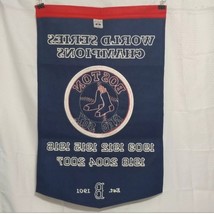 WORLD SERIES
CHAMPIONS
BOSTON
RED SOX
1903 1912 1915 1916
1918 2004 2007
Est. B 1901